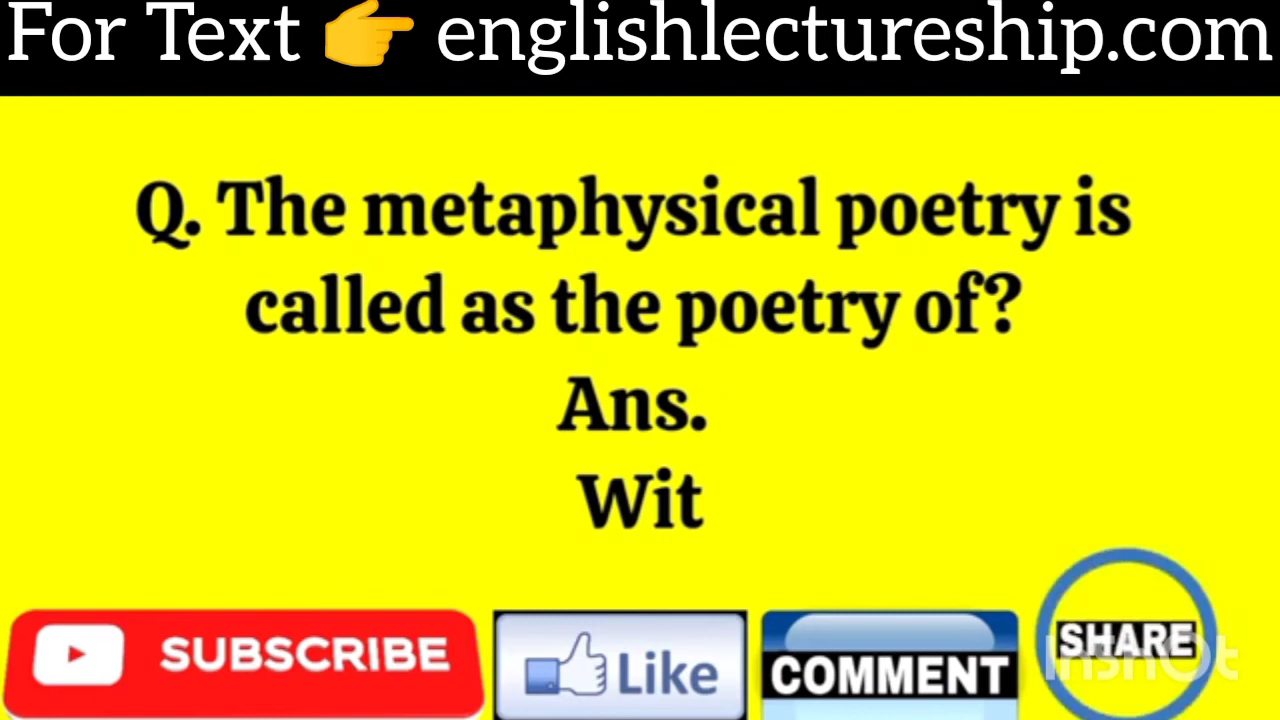 For Text 👉 englishlectureship.com
Q. The metaphysical poetry is
called as the poetry of?
Ans.
Wit
SUBSCRIBE
Like
COMMENT
SHARE
InShOt